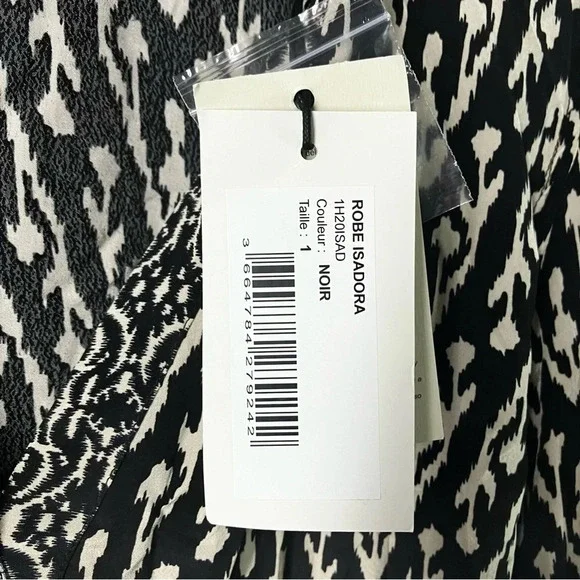 ROBE ISADORA
1H20ISAD
Couleur : NOIR
Taille : 1
3 664784 279242